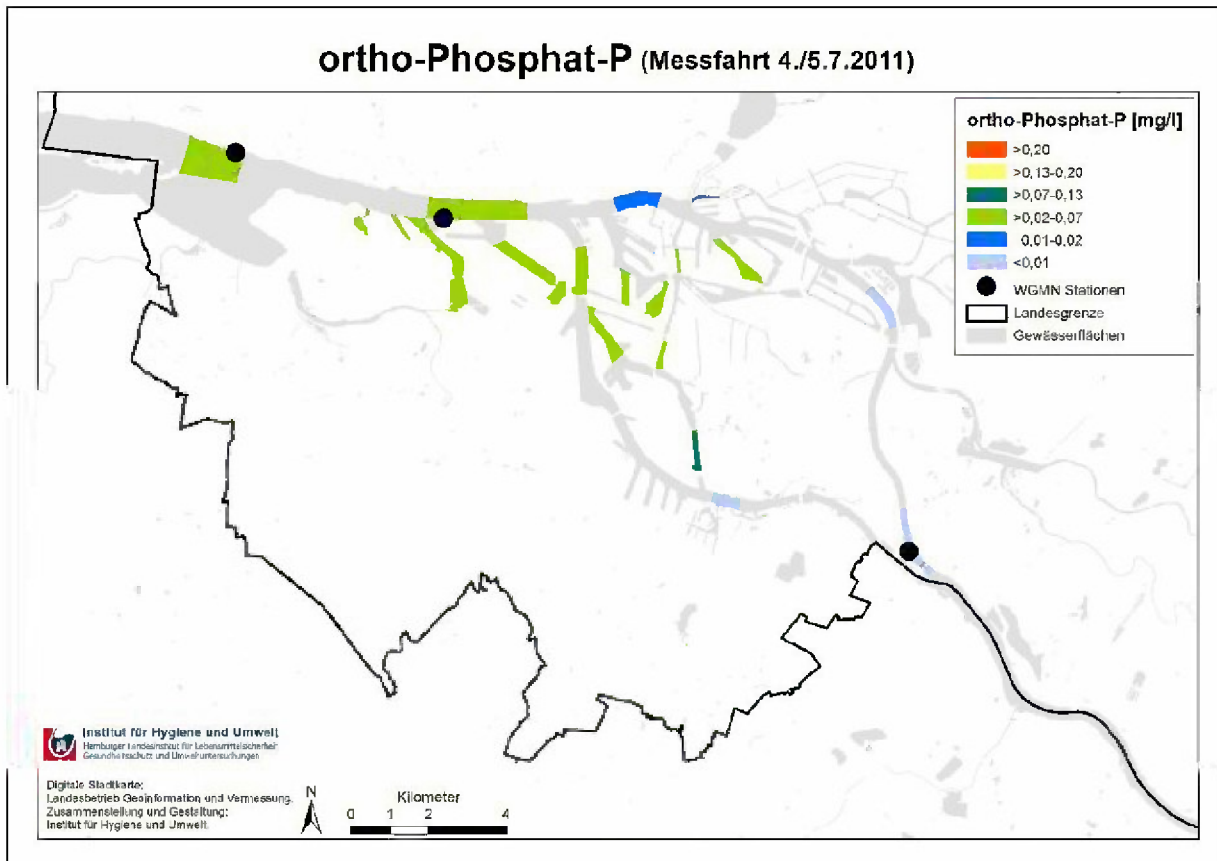 ortho-Phosphat-P (Messfahrt 4./5.7.2011)
ortho-Phosphat-P [mg/l]
>0,20
>0,13-0,20
>0,07-0,13
>0,02-0,07
0,01-0,02
<0,01
WGMN Stationen
Landesgrenze
Gewässerflächen
Institut für Hygiene und Umwelt
Hamburger Landesinstitut für Lebensmittelsicherheit
Gesundheitsschutz und Umweltuntersuchungen
Digitale Stadtkarte:
Landesbetrieb Geoinformation und Vermessung.
Zusammenstellung und Gestaltung:
Institut für Hygiene und Umwelt.
N
Kilometer
0 1 2 4